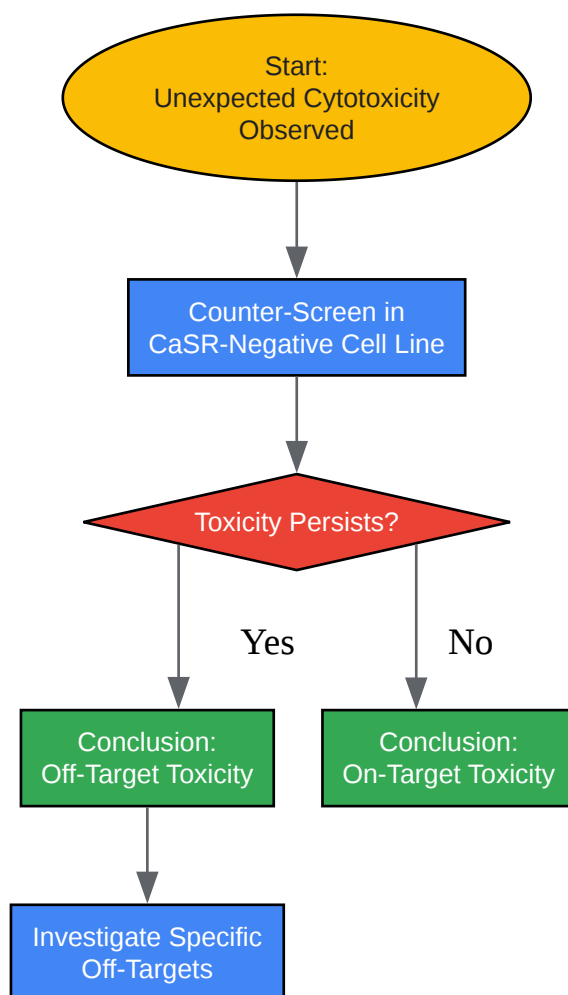 Start:
Unexpected Cytotoxicity
Observed
Counter-Screen in
CaSR-Negative Cell Line
Toxicity Persists?
Yes
No
Conclusion:
Off-Target Toxicity
Conclusion:
On-Target Toxicity
Investigate Specific
Off-Targets